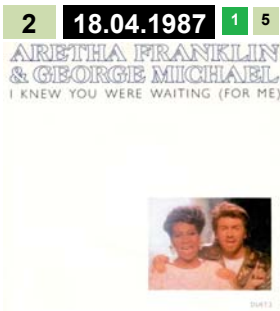 2 18.04.1987 1 5
ARETHA FRANKLIN
& GEORGE MICHAEL
I KNEW YOU WERE WAITING (FOR ME)